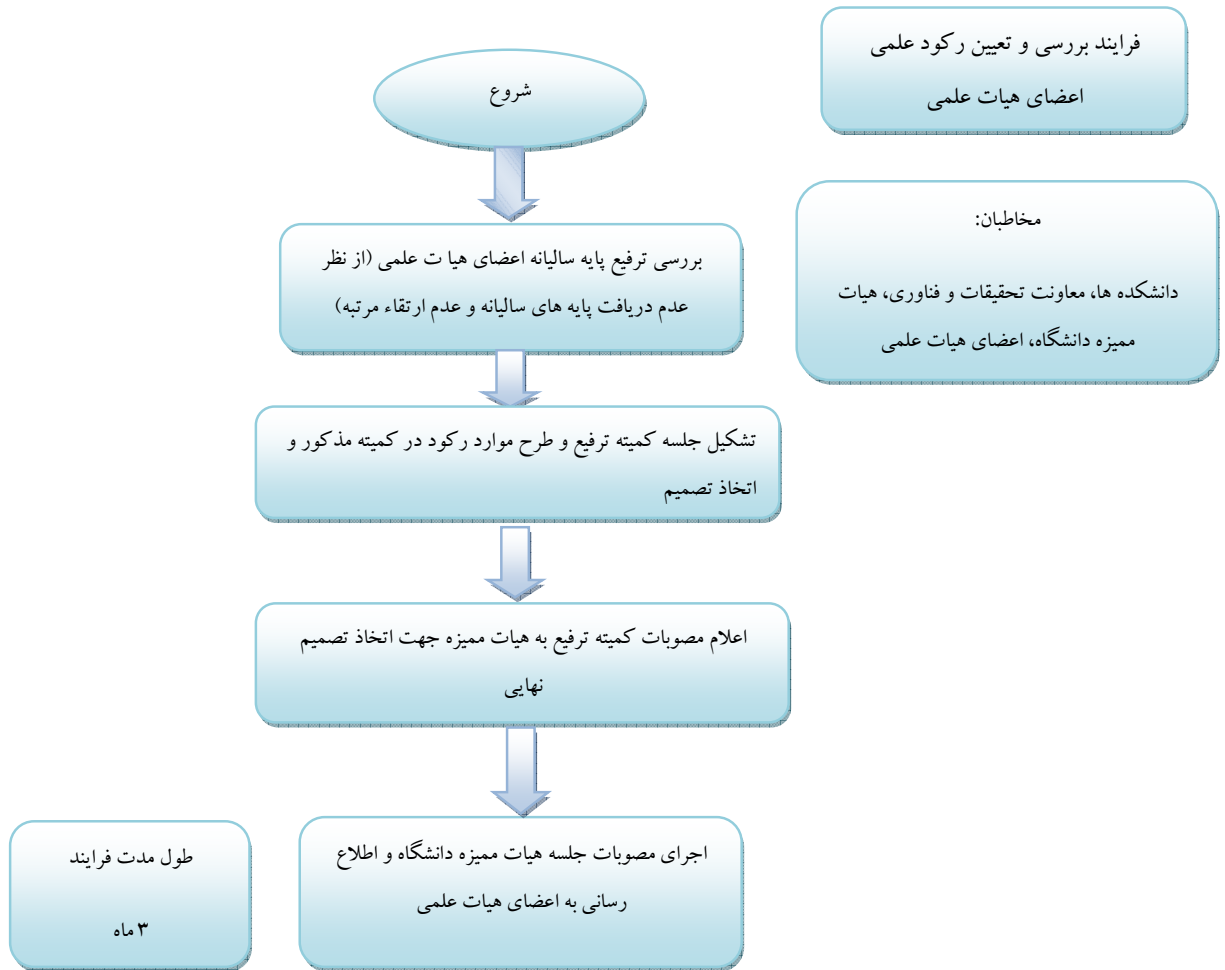 فرایند بررسی و تعیین رکود علمی
اعضای هیات علمی
شروع
مخاطبان:
دانشکده ها، معاونت تحقیقات و فناوری، هیات
ممیزه دانشگاه، اعضای هیات علمی
بررسی ترفیع پایه سالیانه اعضای هیا ت علمی (از نظر
عدم دریافت پایه های سالیانه و عدم ارتقاء مرتبه)
تشکیل جلسه کمیته ترفیع و طرح موارد رکود در کمیته مذکور و
اتخاذ تصمیم
اعلام مصوبات کمیته ترفیع به هیات ممیزه جهت اتخاذ تصمیم
نهایی
اجرای مصوبات جلسه هیات ممیزه دانشگاه و اطلاع
رسانی به اعضای هیات علمی
طول مدت فرایند
۳ ماه